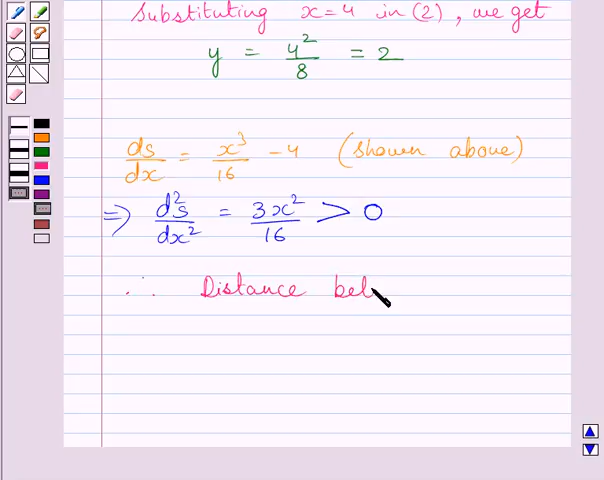 Substituting x=4 in (2), we get
y = 4²/8 = 2
ds/dx = x³/16 - 4 (shown above)
=> d²s/dx² = 3x²/16 > 0
∴ Distance